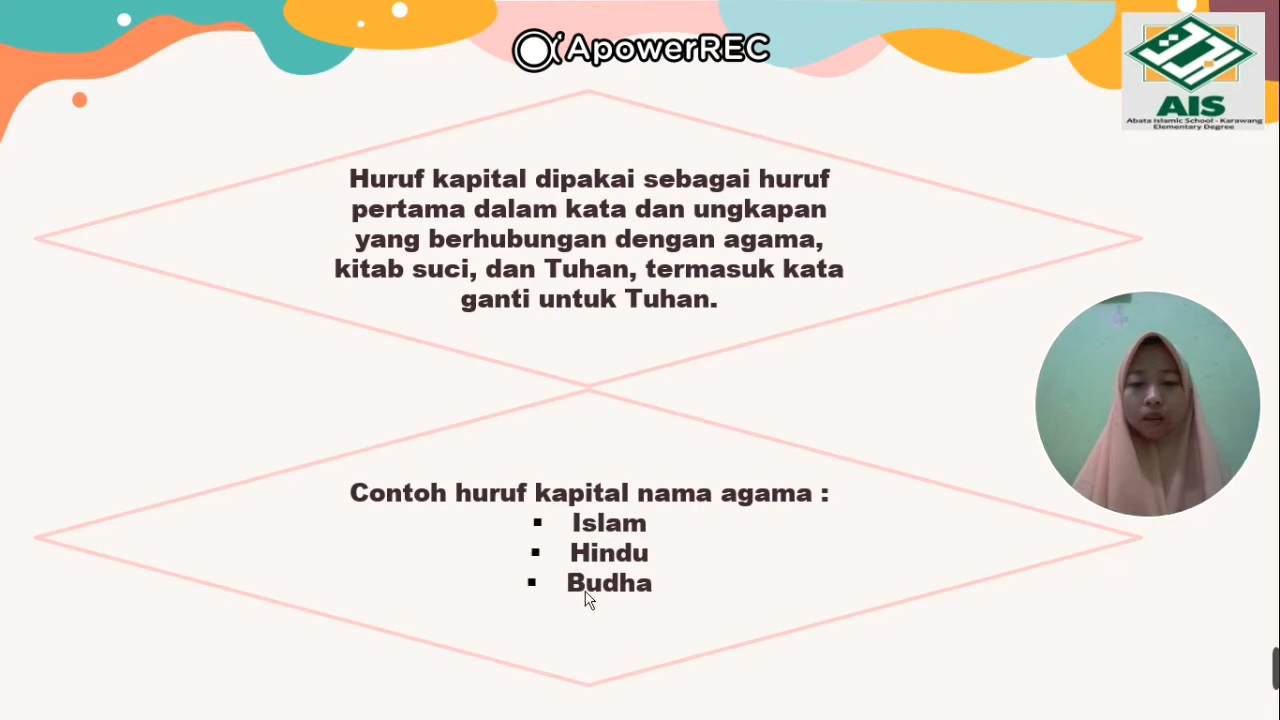 ApowerREC
AIS
Abata Islamic School - Karawang
Elementary Degree
Huruf kapital dipakai sebagai huruf
pertama dalam kata dan ungkapan
yang berhubungan dengan agama,
kitab suci, dan Tuhan, termasuk kata
ganti untuk Tuhan.
Contoh huruf kapital nama agama :
▪ Islam
▪ Hindu
▪ Budha